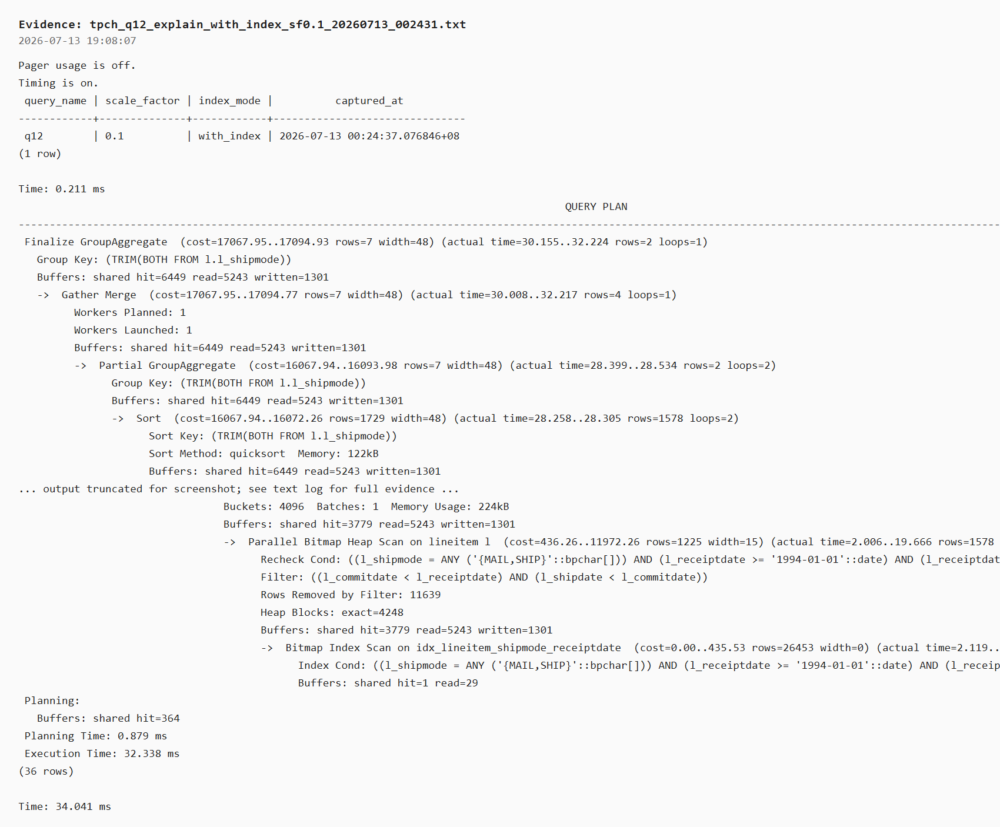 Evidence: tpch_q12_explain_with_index_sf0.1_20260713_002431.txt
2026-07-13 19:08:07
Pager usage is off.
Timing is on.
 query_name | scale_factor | index_mode |          captured_at
------------+--------------+------------+-------------------------------
 q12        | 0.1          | with_index | 2026-07-13 00:24:37.076846+08
(1 row)
Time: 0.211 ms
QUERY PLAN
--------------------------------------------------------------------------------------------------------------------------------------------------------------
 Finalize GroupAggregate  (cost=17067.95..17094.93 rows=7 width=48) (actual time=30.155..32.224 rows=2 loops=1)
   Group Key: (TRIM(BOTH FROM l.l_shipmode))
   Buffers: shared hit=6449 read=5243 written=1301
   ->  Gather Merge  (cost=17067.95..17094.77 rows=7 width=48) (actual time=30.008..32.217 rows=4 loops=1)
         Workers Planned: 1
         Workers Launched: 1
         Buffers: shared hit=6449 read=5243 written=1301
         ->  Partial GroupAggregate  (cost=16067.94..16093.98 rows=7 width=48) (actual time=28.399..28.534 rows=2 loops=2)
               Group Key: (TRIM(BOTH FROM l.l_shipmode))
               Buffers: shared hit=6449 read=5243 written=1301
               ->  Sort  (cost=16067.94..16072.26 rows=1729 width=48) (actual time=28.258..28.305 rows=1578 loops=2)
                     Sort Key: (TRIM(BOTH FROM l.l_shipmode))
                     Sort Method: quicksort  Memory: 122kB
                     Buffers: shared hit=6449 read=5243 written=1301
... output truncated for screenshot; see text log for full evidence ...
                                 Buckets: 4096  Batches: 1  Memory Usage: 224kB
                                 Buffers: shared hit=3779 read=5243 written=1301
                                 ->  Parallel Bitmap Heap Scan on lineitem l  (cost=436.26..11972.26 rows=1225 width=15) (actual time=2.006..19.666 rows=1578
                                       Recheck Cond: ((l_shipmode = ANY ('{MAIL,SHIP}'::bpchar[])) AND (l_receiptdate >= '1994-01-01'::date) AND (l_receiptdat
                                       Filter: ((l_commitdate < l_receiptdate) AND (l_shipdate < l_commitdate))
                                       Rows Removed by Filter: 11639
                                       Heap Blocks: exact=4248
                                       Buffers: shared hit=3779 read=5243 written=1301
                                       ->  Bitmap Index Scan on idx_lineitem_shipmode_receiptdate  (cost=0.00..435.53 rows=26453 width=0) (actual time=2.119..
                                             Index Cond: ((l_shipmode = ANY ('{MAIL,SHIP}'::bpchar[])) AND (l_receiptdate >= '1994-01-01'::date) AND (l_receip
                                             Buffers: shared hit=1 read=29
 Planning:
   Buffers: shared hit=364
 Planning Time: 0.879 ms
 Execution Time: 32.338 ms
(36 rows)
Time: 34.041 ms